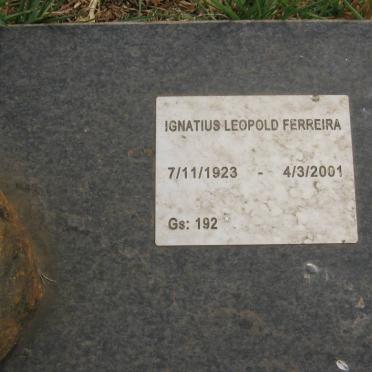 IGNATIUS LEOPOLD FERREIRA
7/11/1923 - 4/3/2001
Gs: 192